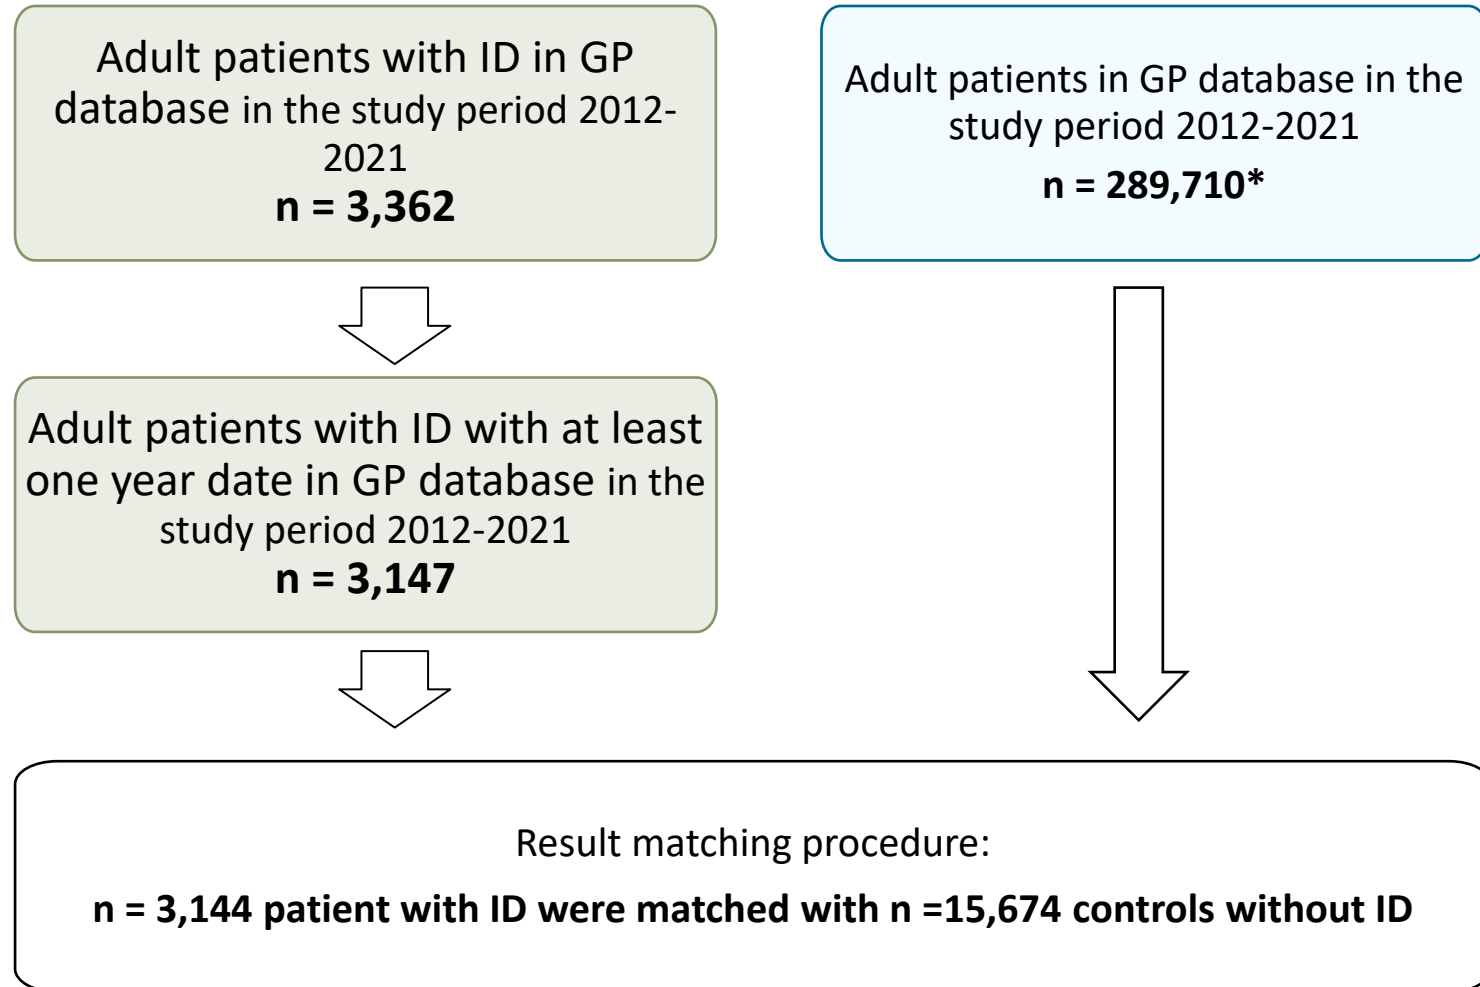 Adult patients with ID in GP
database in the study period 2012-
2021
n = 3,362
Adult patients in GP database in the
study period 2012-2021
n = 289,710*
Adult patients with ID with at least
one year date in GP database in the
study period 2012-2021
n = 3,147
Result matching procedure:
n = 3,144 patient with ID were matched with n =15,674 controls without ID